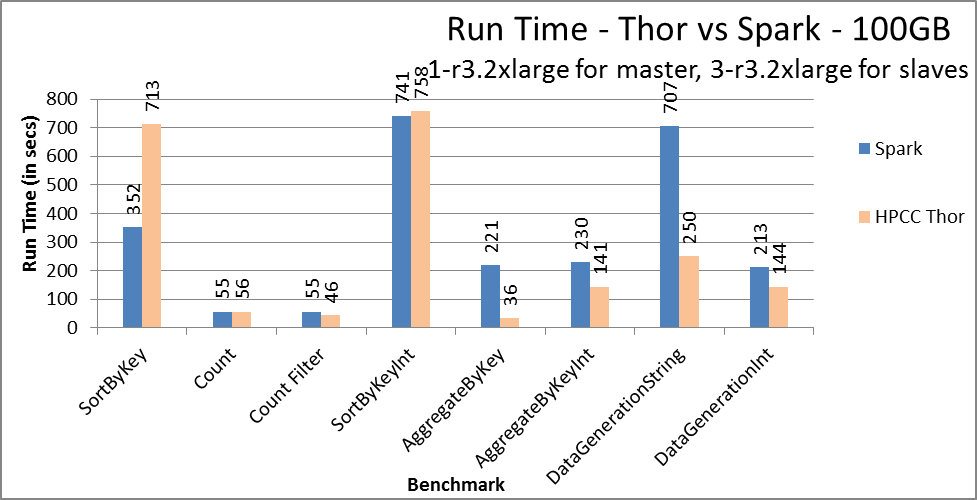 Run Time - Thor vs Spark - 100GB
1-r3.2xlarge for master, 3-r3.2xlarge for slaves
Run Time (in secs)
800
700
600
500
400
300
200
100
0
352
713
55
56
55
46
741
758
221
36
230
141
707
250
213
144
SortByKey
Count
Count Filter
SortByKeyInt
AggregateByKey
AggregateByKeyInt
DataGenerationString
DataGenerationInt
Benchmark
Spark
HPCC Thor